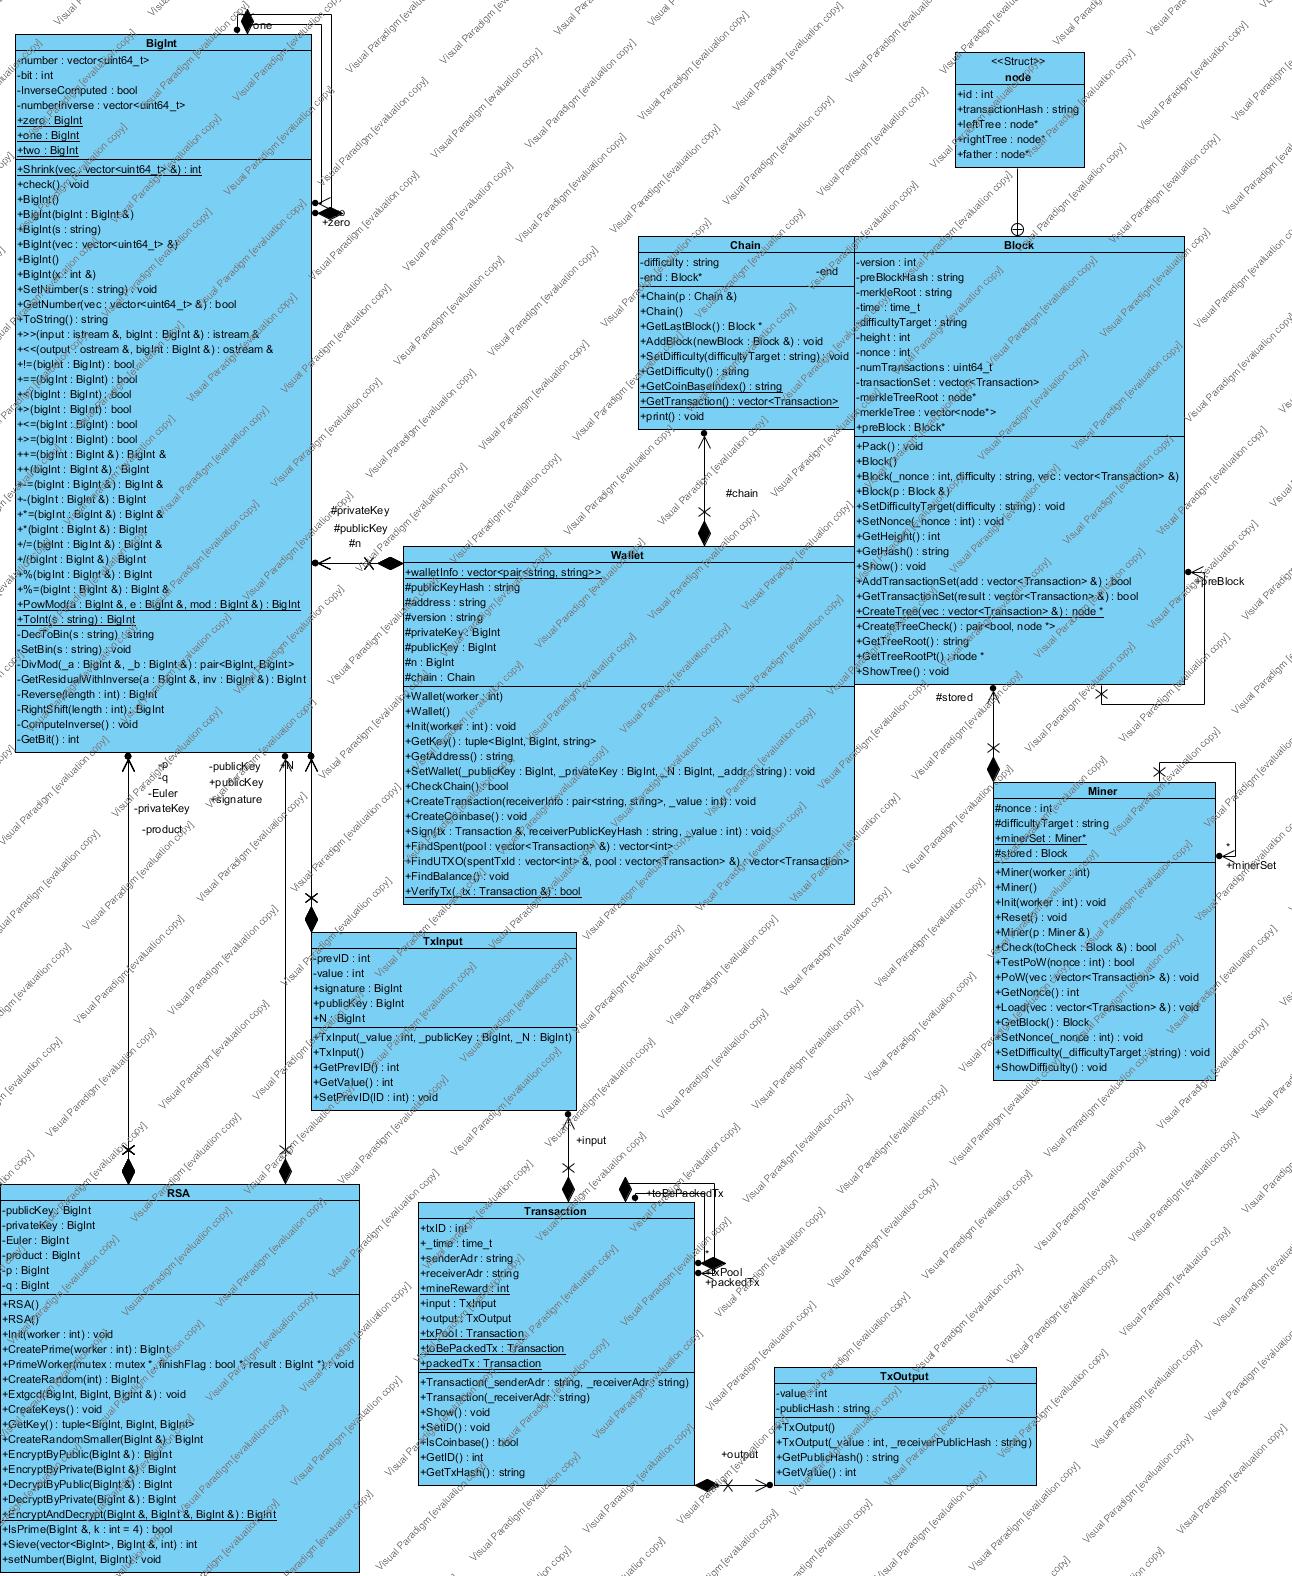 +one
BigInt
-number : vector<uint64_t>
-bit : int
-InverseComputed : bool
-numberInverse : vector<uint64_t>
+zero : BigInt
+one : BigInt
+two : BigInt
+Shrink(vec : vector<uint64_t> &) : int
+check() : void
+BigInt()
+BigInt(bigInt : BigInt &)
+BigInt(s : string)
+BigInt(vec : vector<uint64_t> &)
+BigInt()
+BigInt(x : int &)
+SetNumber(s : string) : void
+GetNumber(vec : vector<uint64_t> &) : bool
+ToString() : string
+>>(input : istream &, bigInt : BigInt &) : istream &
+<<(output : ostream &, bigInt : BigInt &) : ostream &
+!=(bigInt : BigInt) : bool
+==(bigInt : BigInt) : bool
+<(bigInt : BigInt) : bool
+>(bigInt : BigInt) : bool
+<=(bigInt : BigInt) : bool
+>=(bigInt : BigInt) : bool
++=(bigInt : BigInt &) : BigInt &
++(bigInt : BigInt &) : BigInt
+-=(bigInt : BigInt &) : BigInt &
+-(bigInt : BigInt &) : BigInt
+*=(bigInt : BigInt &) : BigInt &
+*(bigInt : BigInt &) : BigInt
+/=(bigInt : BigInt &) : BigInt &
+/(bigInt : BigInt &) : BigInt
+%(bigInt : BigInt &) : BigInt
+%=(bigInt : BigInt &) : BigInt &
+PowMod(a : BigInt &, e : BigInt &, mod : BigInt &) : BigInt
+ToInt(s : string) : BigInt
-DecToBin(s : string) : string
-SetBin(s : string) : void
-DivMod(_a : BigInt &, _b : BigInt &) : pair<BigInt, BigInt>
-GetResidualWithInverse(a : BigInt &, inv : BigInt &) : BigInt
-Reverse(length : int) : BigInt
-RightShift(length : int) : BigInt
-ComputeInverse() : void
-GetBit() : int
+zero
<<Struct>>
node
+id : int
+transactionHash : string
+leftTree : node*
+rightTree : node*
+father : node*
Chain
-difficulty : string
-end : Block*
+Chain(p : Chain &)
+Chain()
+GetLastBlock() : Block *
+AddBlock(newBlock : Block &) : void
+SetDifficulty(difficultyTarget : string) : void
+GetDifficulty() : string
+GetCoinBaseIndex() : string
+GetTransaction() : vector<Transaction>
+print() : void
-end
Block
-version : int
-preBlockHash : string
-merkleRoot : string
-time : time_t
-difficultyTarget : string
-height : int
-nonce : int
-numTransactions : uint64_t
-transactionSet : vector<Transaction>
-merkleTreeRoot : node*
-merkleTree : vector<node*>
+preBlock : Block*
+Pack() : void
+Block()
+Block(_nonce : int, difficulty : string, vec : vector<Transaction> &)
+Block(p : Block &)
+SetDifficultyTarget(difficulty : string) : void
+SetNonce(_nonce : int) : void
+GetHeight() : int
+GetHash() : string
+Show() : void
+AddTransactionSet(add : vector<Transaction> &) : bool
+GetTransactionSet(result : vector<Transaction> &) : bool
+CreateTree(vec : vector<Transaction> &) : node *
+CreateTreeCheck() : pair<bool, node *>
+GetTreeRoot() : string
+GetTreeRootPt() : node *
+ShowTree() : void
+preBlock
#chain
#privateKey
#publicKey
#n
Wallet
+walletInfo : vector<pair<string, string>>
#publicKeyHash : string
#address : string
#version : string
#privateKey : BigInt
#publicKey : BigInt
#n : BigInt
#chain : Chain
+Wallet(worker : int)
+Wallet()
+Init(worker : int) : void
+GetKey() : tuple<BigInt, BigInt, string>
+GetAddress() : string
+SetWallet(_publicKey : BigInt, _privateKey : BigInt, _N : BigInt, _addr : string) : void
+CheckChain() : bool
+CreateTransaction(receiverInfo : pair<string, string>, _value : int) : void
+CreateCoinbase() : void
+Sign(tx : Transaction &, receiverPublicKeyHash : string, _value : int) : void
+FindSpent(pool : vector<Transaction> &) : vector<int>
+FindUTXO(spentTxId : vector<int> &, pool : vector<Transaction> &) : vector<Transaction>
+FindBalance() : void
+VerifyTx(_tx : Transaction &) : bool
#stored
Miner
#nonce : int
#difficultyTarget : string
+minerSet : Miner*
#stored : Block
+Miner(worker : int)
+Miner()
+Init(worker : int) : void
+Reset() : void
+Miner(p : Miner &)
+Check(toCheck : Block &) : bool
+TestPoW(nonce : int) : bool
+PoW(vec : vector<Transaction> &) : void
+GetNonce() : int
+Load(vec : vector<Transaction> &) : void
+GetBlock() : Block
+SetNonce(_nonce : int) : void
+SetDifficulty(_difficultyTarget : string) : void
+ShowDifficulty() : void
*
+minerSet
-p
-q
-Euler
-privateKey
-product
-publicKey
+publicKey
+signature
+N
TxInput
-prevID : int
-value : int
+signature : BigInt
+publicKey : BigInt
+N : BigInt
+TxInput(_value : int, _publicKey : BigInt, _N : BigInt)
+TxInput()
+GetPrevID() : int
+GetValue() : int
+SetPrevID(ID : int) : void
+input
RSA
-publicKey : BigInt
-privateKey : BigInt
-Euler : BigInt
-product : BigInt
-p : BigInt
-q : BigInt
+RSA()
+RSA()
+Init(worker : int) : void
+CreatePrime(worker : int) : BigInt
+PrimeWorker(mutex : mutex *, finishFlag : bool *, result : BigInt *) : void
+CreateRandom(int) : BigInt
+Extgcd(BigInt, BigInt, BigInt &) : void
+CreateKeys() : void
+GetKey() : tuple<BigInt, BigInt, BigInt>
+CreateRandomSmaller(BigInt &) : BigInt
+EncryptByPublic(BigInt &) : BigInt
+EncryptByPrivate(BigInt &) : BigInt
+DecryptByPublic(BigInt &) : BigInt
+DecryptByPrivate(BigInt &) : BigInt
+EncryptAndDecrypt(BigInt &, BigInt &, BigInt &) : BigInt
+IsPrime(BigInt &, k : int = 4) : bool
+Sieve(vector<BigInt>, BigInt &, int) : int
+setNumber(BigInt, BigInt) : void
Transaction
+txID : int
+_time : time_t
+senderAdr : string
+receiverAdr : string
+mineReward : int
+input : TxInput
+output : TxOutput
+txPool : Transaction
+toBePackedTx : Transaction
+packedTx : Transaction
+Transaction(_senderAdr : string, _receiverAdr : string)
+Transaction(_receiverAdr : string)
+Show() : void
+SetID() : void
+IsCoinbase() : bool
+GetID() : int
+GetTxHash() : string
+toBePackedTx
*
+txPool
+packedTx
+output
TxOutput
-value : int
-publicHash : string
+TxOutput()
+TxOutput(_value : int, _receiverPublicHash : string)
+GetPublicHash() : string
+GetValue() : int
Visual Paradigm [evaluation copy]